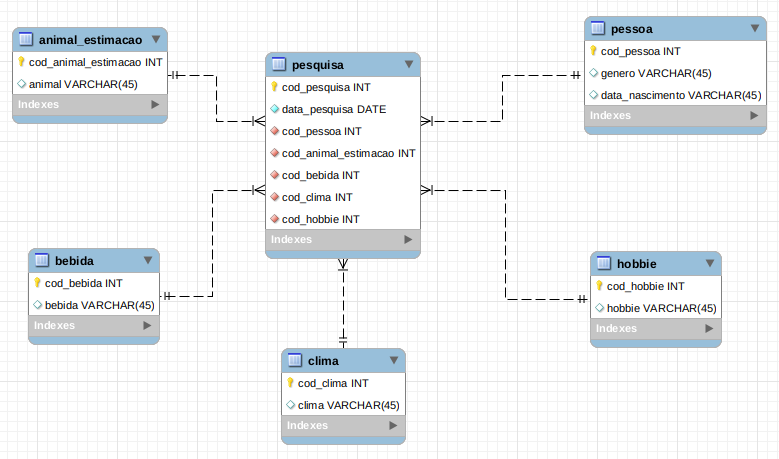 animal_estimacao
cod_animal_estimacao INT
animal VARCHAR(45)
Indexes
pesquisa
cod_pesquisa INT
data_pesquisa DATE
cod_pessoa INT
cod_animal_estimacao INT
cod_bebida INT
cod_clima INT
cod_hobbie INT
Indexes
pessoa
cod_pessoa INT
genero VARCHAR(45)
data_nascimento VARCHAR(45)
Indexes
bebida
cod_bebida INT
bebida VARCHAR(45)
Indexes
clima
cod_clima INT
clima VARCHAR(45)
Indexes
hobbie
cod_hobbie INT
hobbie VARCHAR(45)
Indexes